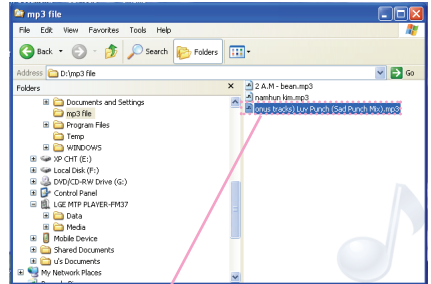 mp3 file
File Edit View Favorites Tools Help
Back Search Folders
Address D:\mp3 file Go
Folders
Documents and Settings
mp3 file
Program Files
Temp
WINDOWS
XP CHT (E:)
Local Disk (F:)
DVD/CD-RW Drive (G:)
Control Panel
LGE MTP PLAYER-FM37
Data
Media
Mobile Device
Shared Documents
u's Documents
My Network Places
2 A.M - bean.mp3
namhun kim.mp3
onus tracks) Luv Punch (Sad Punch Mix).mp3